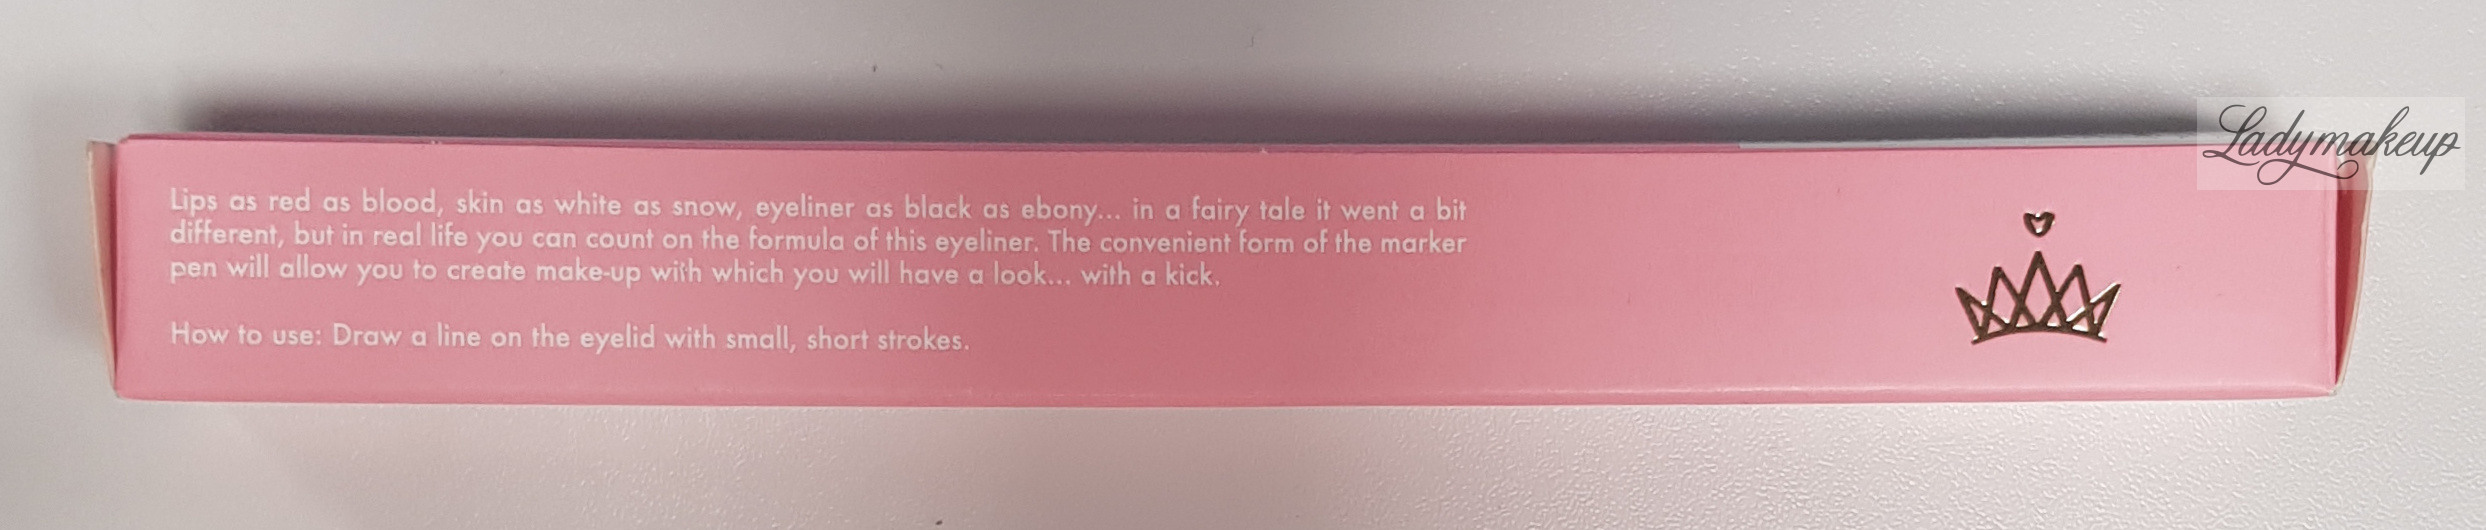 Lips as red as blood, skin as white as snow, eyeliner as black as ebony... in a fairy tale it went a bit
different, but in real life you can count on the formula of this eyeliner. The convenient form of the marker
pen will allow you to create make-up with which you will have a look... with a kick.
How to use: Draw a line on the eyelid with small, short strokes.
Ladymakeup